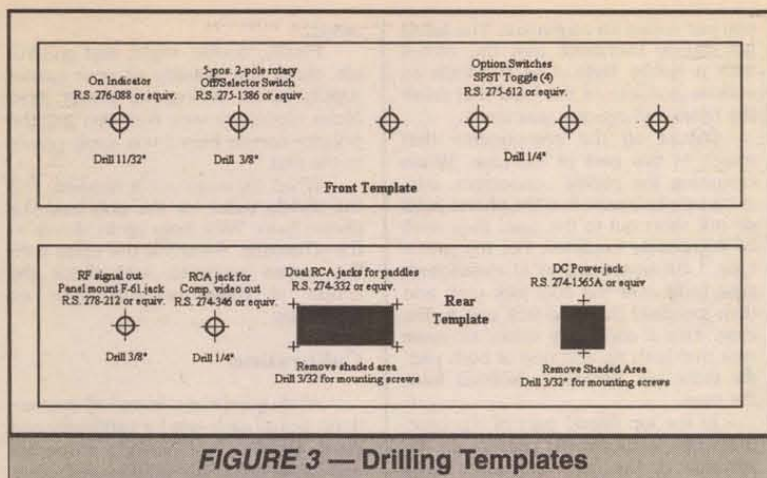 On Indicator
R.S. 276-088 or equiv.
5-pos. 2-pole rotary
Off/Selector Switch
R.S. 275-1386 or equiv.
Option Switches
SPST Toggle (4)
R.S. 275-612 or equiv.
Drill 11/32"
Drill 3/8"
Drill 1/4"
Front Template
RF signal out
Panel mount F-61 jack
R.S. 278-212 or equiv.
RCA jack for
Comp. video out
R.S. 274-346 or equiv.
Dual RCA jacks for paddles
R.S. 274-332 or equiv
Rear
Template
DC Power jack
R.S. 274-1565A or equiv.
Drill 3/8"
Drill 1/4"
Remove shaded area
Drill 3/32 for mounting screws
Remove Shaded Area
Drill 3/32" for mounting screws
FIGURE 3 — Drilling Templates